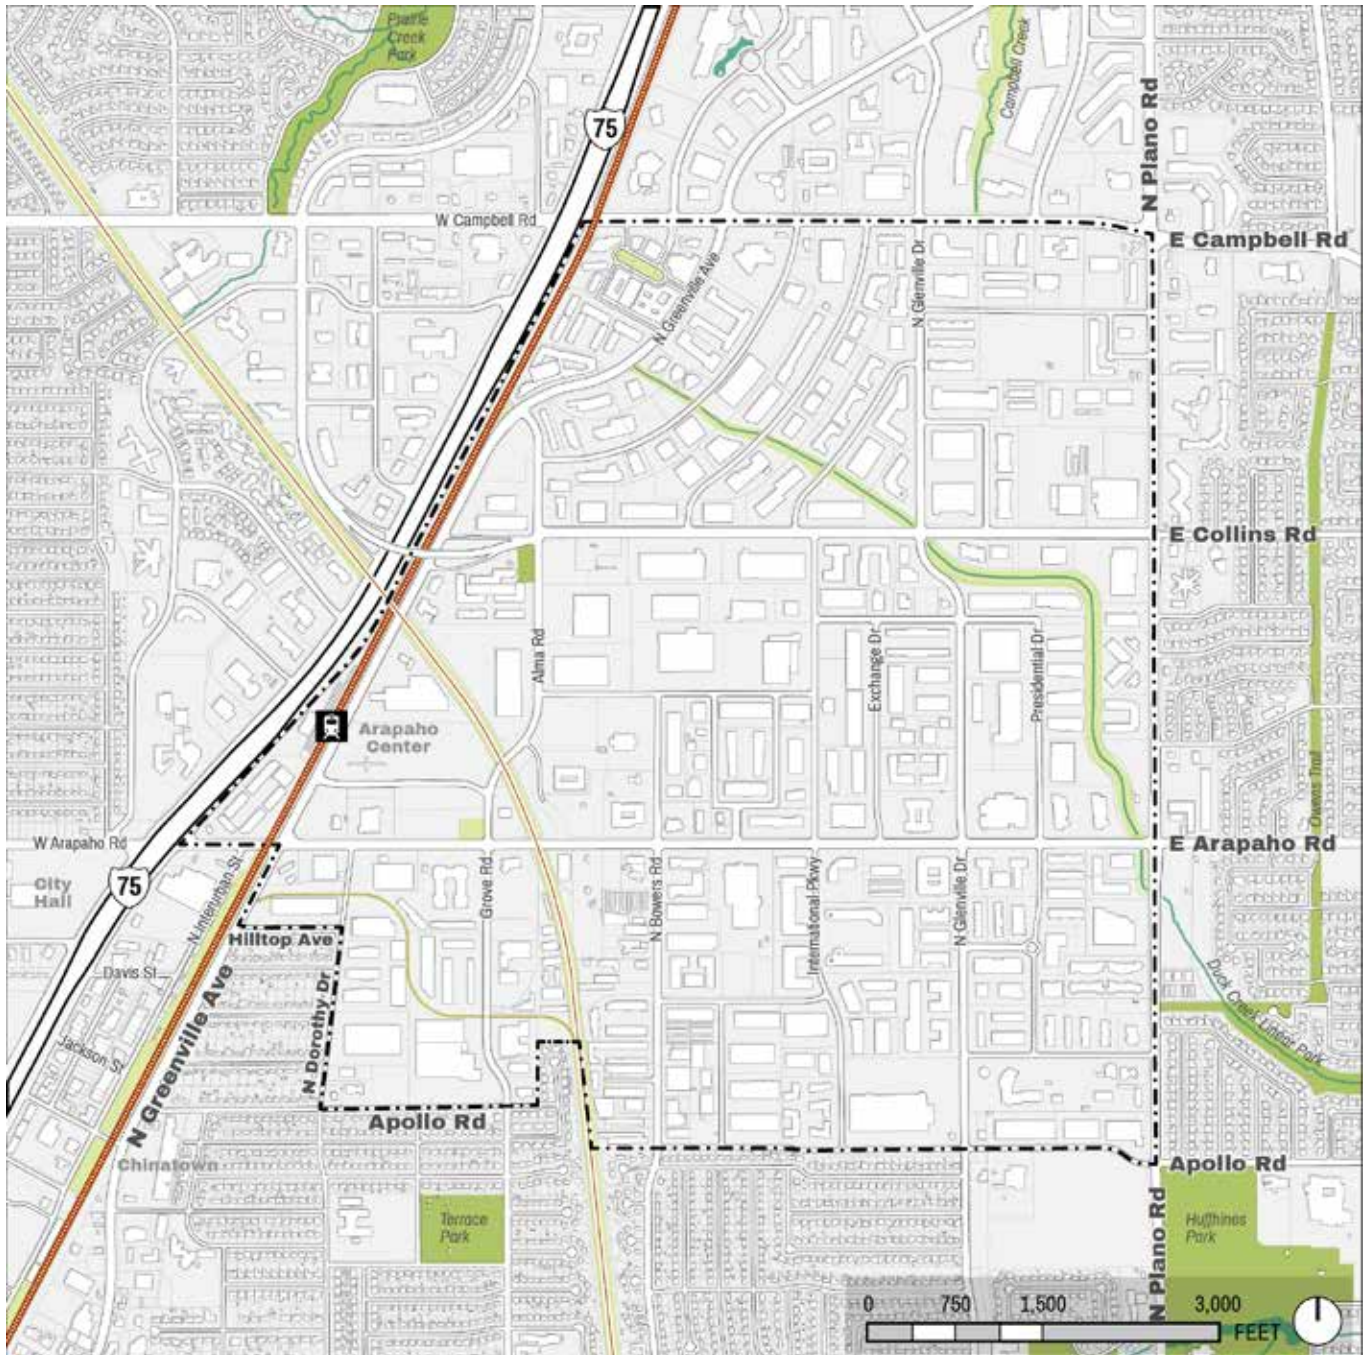 Prairie
Creek
Park
Campbell Creek
N Plano Rd
75
W Campbell Rd
E Campbell Rd
N Glenville Dr
N Greenville Ave
E Collins Rd
Alma Rd
Exchange Dr
Presidential Dr
Arapaho
Center
Owens Trail
W Arapaho Rd
E Arapaho Rd
75
City
Hall
N Interurban St
Grove Rd
N Bowers Rd
International Pkwy
N Glenville Dr
Hilltop Ave
Davis St
N Dorothy Dr
Duck Creek Linear Park
Jackson St
N Greenville Ave
Apollo Rd
Chinatown
Apollo Rd
Terrace
Park
N Plano Rd
Huffhines
Park
0 750 1,500 3,000
FEET